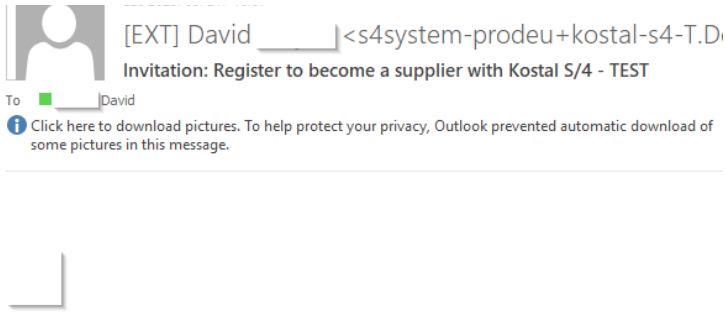 [EXT] David <s4system-prodeu+kostal-s4-T.D
Invitation: Register to become a supplier with Kostal S/4 - TEST
To David
Click here to download pictures. To help protect your privacy, Outlook prevented automatic download of
some pictures in this message.